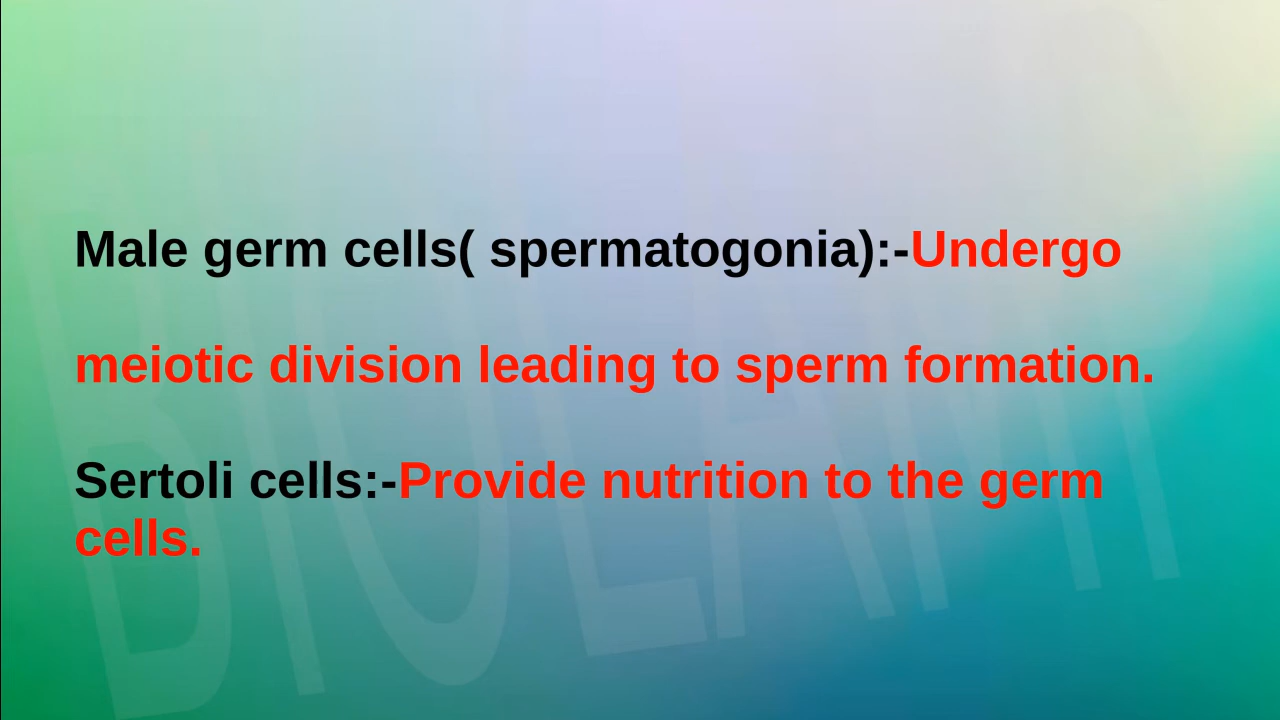 Male germ cells( spermatogonia):-Undergo
meiotic division leading to sperm formation.
Sertoli cells:-Provide nutrition to the germ
cells.
BIOLAMP